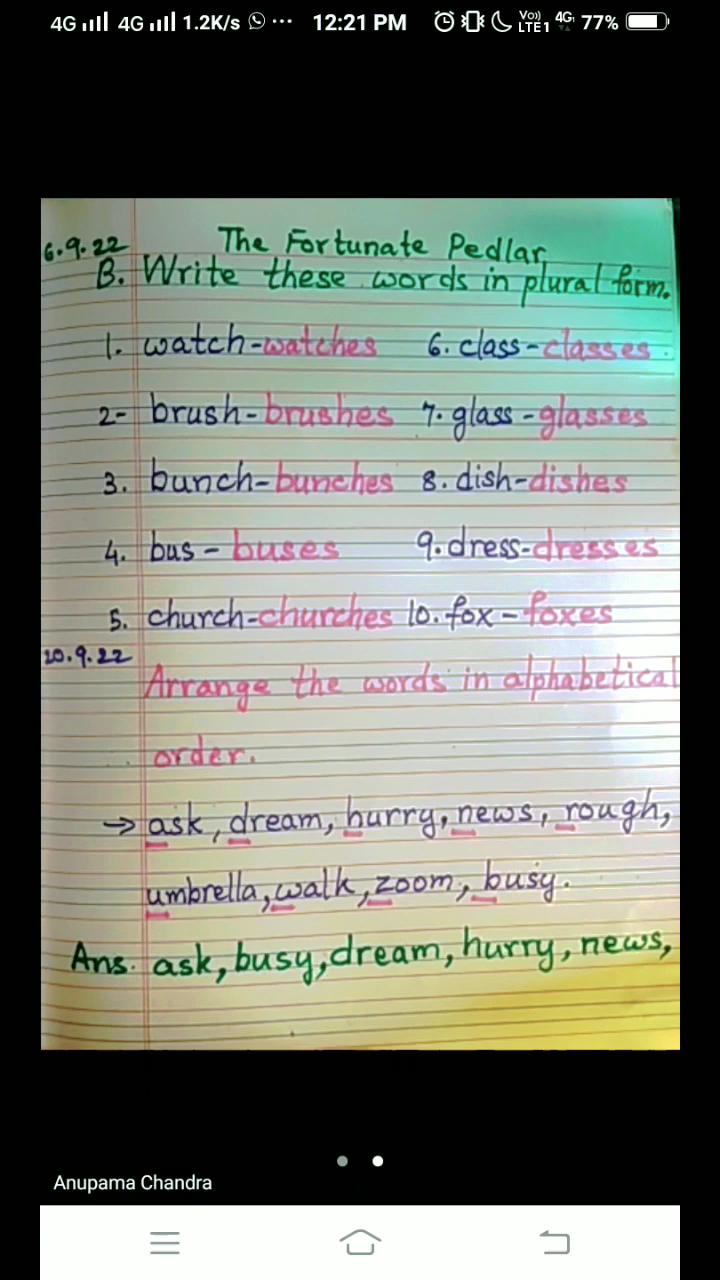 4G 4G 1.2K/s ... 12:21 PM Vo)) LTE1 4G 77%
6.9.22 The Fortunate Pedlar
B. Write these words in plural form.
1. watch-watches 6. class-classes.
2- brush-brushes 7. glass-glasses
3. bunch-bunches 8. dish-dishes
4. bus - buses 9. dress-dresses
5. church-churches 10. fox - foxes
10.9.22
Arrange the words in alphabetical
order.
→ ask, dream, hurry, news, rough,
umbrella, walk, zoom, busy.
Ans. ask, busy, dream, hurry, news,
Anupama Chandra